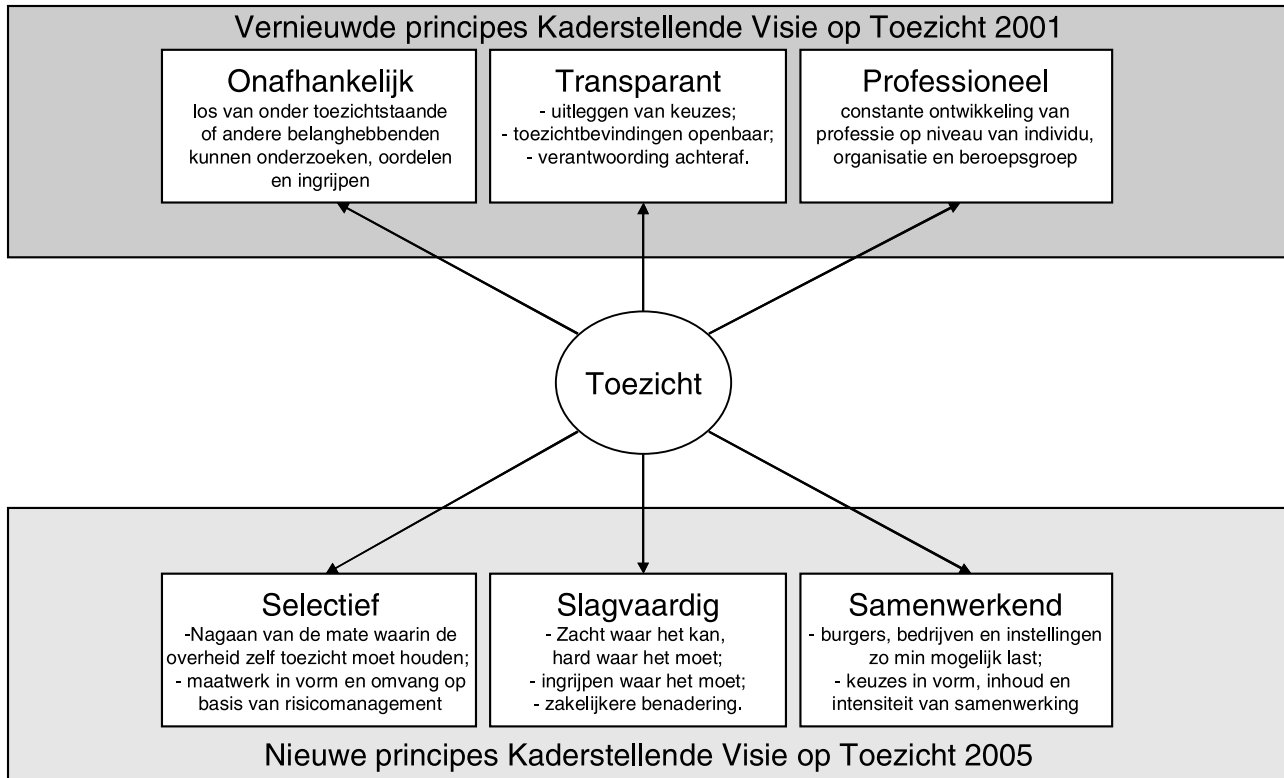 Vernieuwde principes Kaderstellende Visie op Toezicht 2001
Onafhankelijk
los van onder toezichtstaande
of andere belanghebbenden
kunnen onderzoeken, oordelen
en ingrijpen
Transparant
- uitleggen van keuzes;
- toezichtbevindingen openbaar;
- verantwoording achteraf.
Professioneel
constante ontwikkeling van
professie op niveau van individu,
organisatie en beroepsgroep
Toezicht
Selectief
-Nagaan van de mate waarin de
overheid zelf toezicht moet houden;
- maatwerk in vorm en omvang op
basis van risicomanagement
Slagvaardig
- Zacht waar het kan,
hard waar het moet;
- ingrijpen waar het moet;
- zakelijkere benadering.
Samenwerkend
- burgers, bedrijven en instellingen
zo min mogelijk last;
- keuzes in vorm, inhoud en
intensiteit van samenwerking
Nieuwe principes Kaderstellende Visie op Toezicht 2005